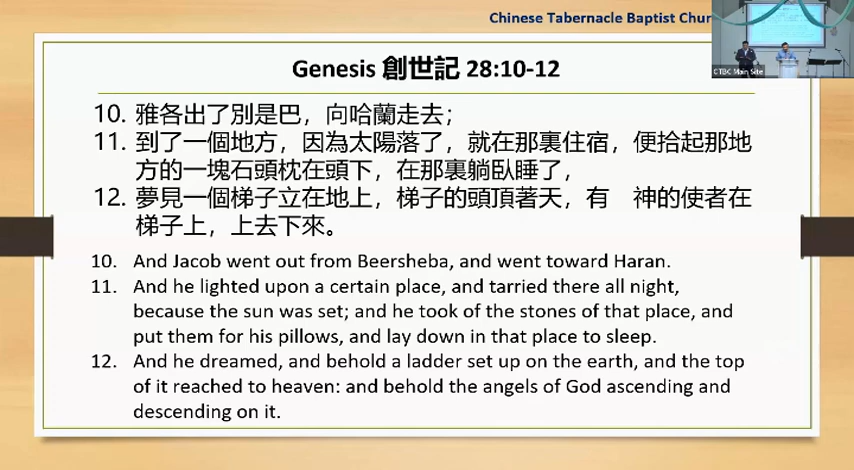 Chinese Tabernacle Baptist
Genesis 創世記 28:10-12
10. 雅各出了別是巴，向哈蘭走去；
11. 到了一個地方，因為太陽落了，就在那裏住宿，便拾起那地
方的一塊石頭枕在頭下，在那裏躺臥睡了，
12. 夢見一個梯子立在地上，梯子的頭頂著天，有　神的使者在
梯子上，上去下來。
10. And Jacob went out from Beersheba, and went toward Haran.
11. And he lighted upon a certain place, and tarried there all night,
because the sun was set; and he took of the stones of that place, and
put them for his pillows, and lay down in that place to sleep.
12. And he dreamed, and behold a ladder set up on the earth, and the top
of it reached to heaven: and behold the angels of God ascending and
descending on it.
CTBC Main Site